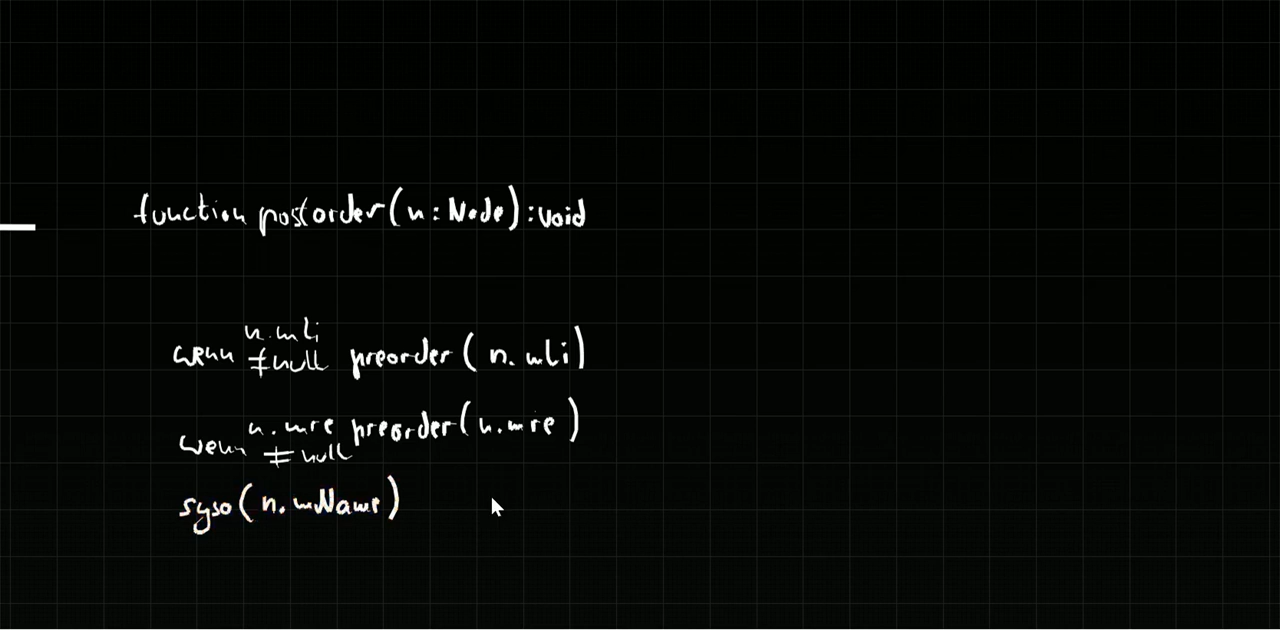 function postorder(n:Node):void
wenn n.mli ≠null preorder(n.mli)
wenn n.mre ≠null preorder(n.mre)
syso(n.mName)